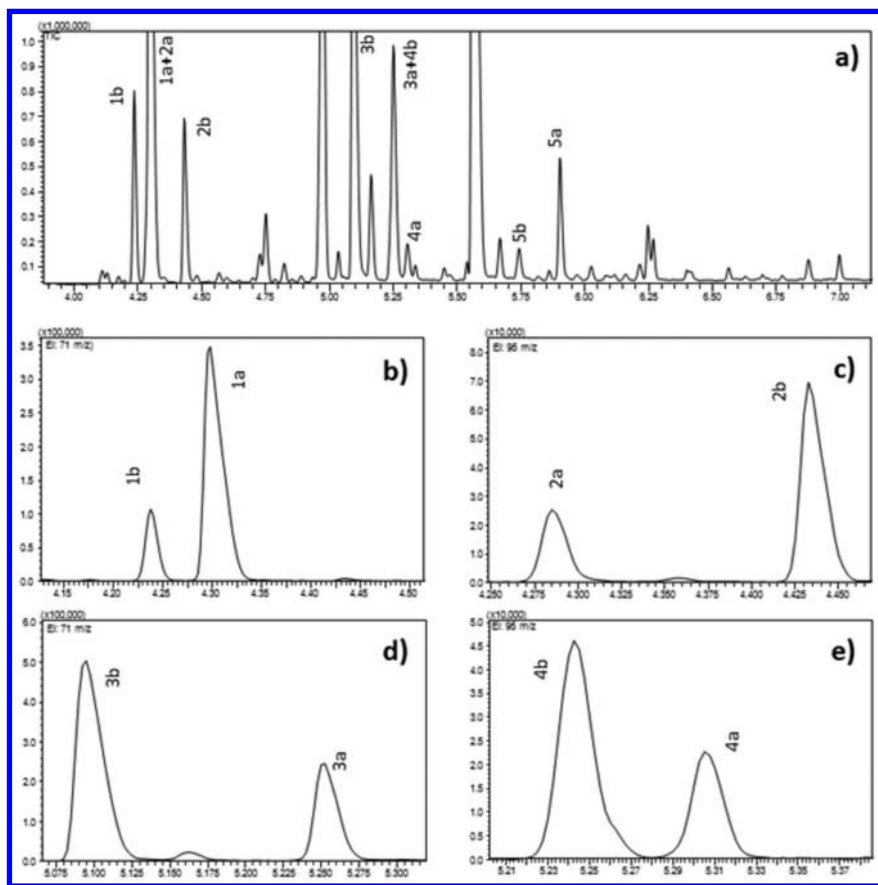 (x1,000,000)
TIC
a)
1.0
0.9
0.8
0.7
0.6
0.5
0.4
0.3
0.2
0.1
1b
1a+2a
2b
3b
3a+4b
4a
5b
5a
4.00 4.25 4.50 4.75 5.00 5.25 5.50 5.75 6.00 6.25 6.50 6.75 7.00
(x100,000)
EI: 71 m/z)
b)
3.5
3.0
2.5
2.0
1.5
1.0
0.5
0.0
1b
1a
4.15 4.20 4.25 4.30 4.35 4.40 4.45 4.50
(x10,000)
EI: 95 m/z
c)
8.0
7.0
6.0
5.0
4.0
3.0
2.0
1.0
0.0
2a
2b
4.250 4.275 4.300 4.325 4.350 4.375 4.400 4.425 4.450
(x100,000)
EI: 71 m/z
d)
6.0
5.0
4.0
3.0
2.0
1.0
0.0
3b
3a
5.075 5.100 5.125 5.150 5.175 5.200 5.225 5.250 5.275 5.300
(x10,000)
EI: 95 m/z
e)
5.0
4.5
4.0
3.5
3.0
2.5
2.0
1.5
1.0
0.5
0.0
4b
4a
5.21 5.23 5.25 5.27 5.29 5.31 5.33 5.35 5.37